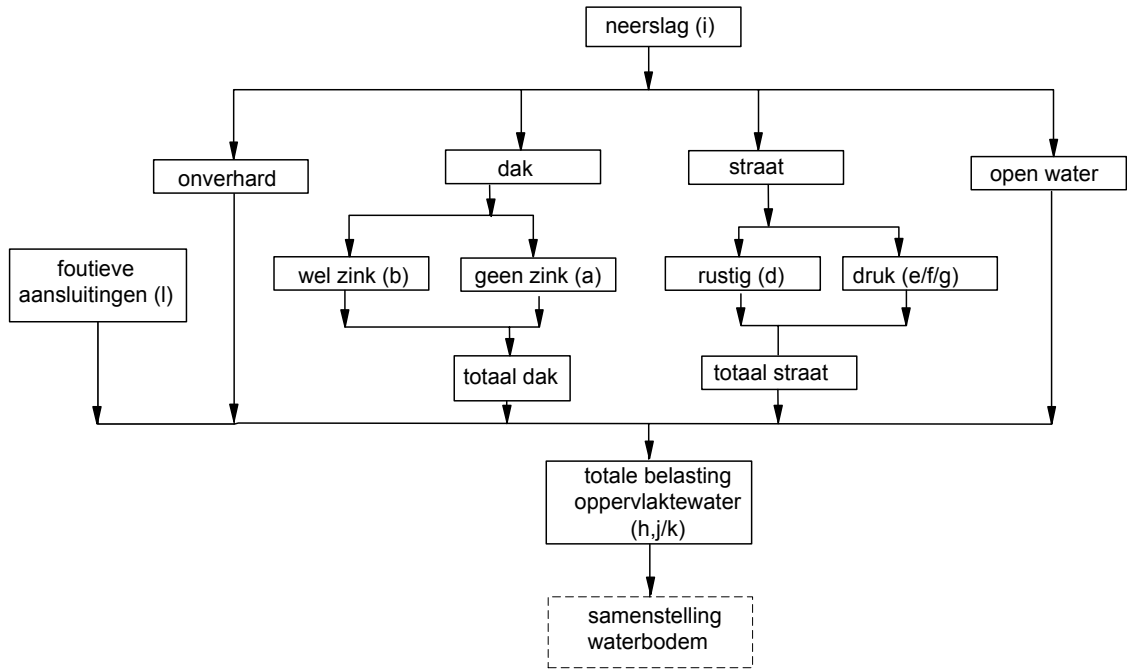 neerslag (i)
onverhard
dak
straat
open water
foutieve
aansluitingen (l)
wel zink (b)
geen zink (a)
rustig (d)
druk (e/f/g)
totaal dak
totaal straat
totale belasting
oppervlaktewater
(h,j/k)
samenstelling
waterbodem